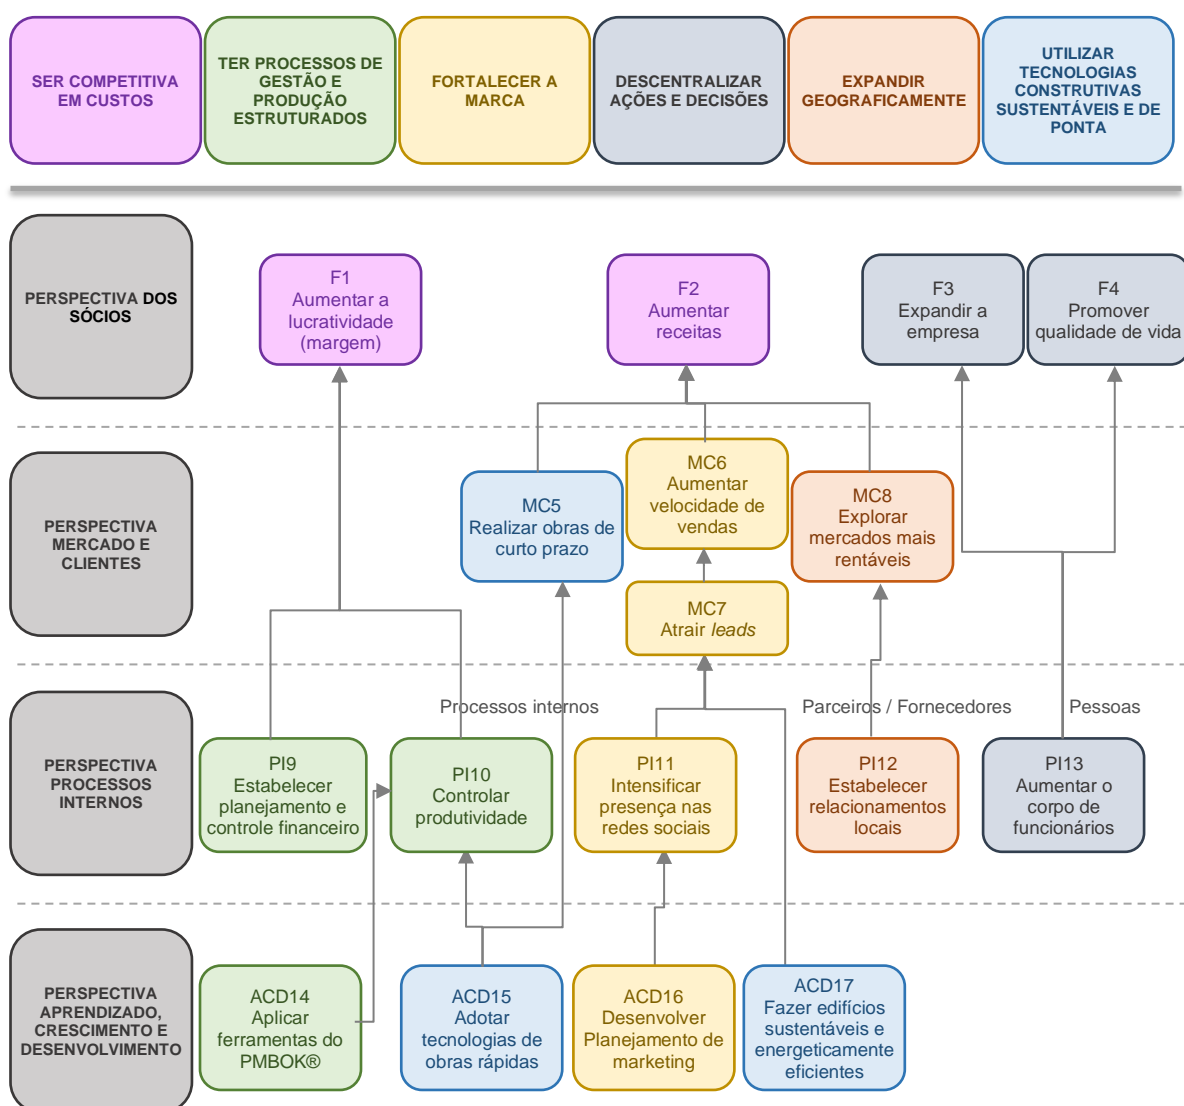 SER COMPETITIVA
EM CUSTOS
TER PROCESSOS DE
GESTÃO E
PRODUÇÃO
ESTRUTURADOS
FORTALECER A
MARCA
DESCENTRALIZAR
AÇÕES E DECISÕES
EXPANDIR
GEOGRAFICAMENTE
UTILIZAR
TECNOLOGIAS
CONSTRUTIVAS
SUSTENTÁVEIS E DE
PONTA
PERSPECTIVA DOS
SÓCIOS
F1
Aumentar a
lucratividade
(margem)
F2
Aumentar
receitas
F3
Expandir a
empresa
F4
Promover
qualidade de vida
PERSPECTIVA
MERCADO E
CLIENTES
MC5
Realizar obras de
curto prazo
MC6
Aumentar
velocidade de
vendas
MC8
Explorar
mercados mais
rentáveis
MC7
Atrair leads
Processos internos
Parceiros / Fornecedores
Pessoas
PERSPECTIVA
PROCESSOS
INTERNOS
PI9
Estabelecer
planejamento e
controle financeiro
PI10
Controlar
produtividade
PI11
Intensificar
presença nas
redes sociais
PI12
Estabelecer
relacionamentos
locais
PI13
Aumentar o
corpo de
funcionários
PERSPECTIVA
APRENDIZADO,
CRESCIMENTO E
DESENVOLVIMENTO
ACD14
Aplicar
ferramentas do
PMBOK®
ACD15
Adotar
tecnologias de
obras rápidas
ACD16
Desenvolver
Planejamento de
marketing
ACD17
Fazer edifícios
sustentáveis e
energeticamente
eficientes